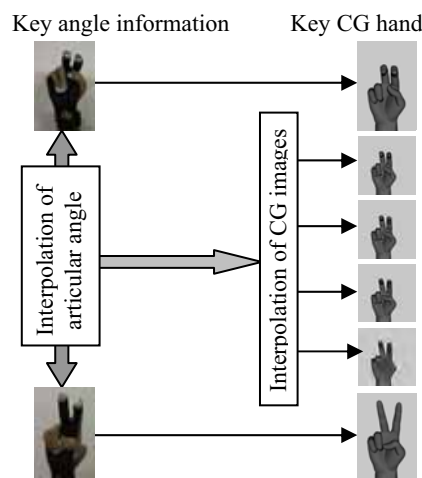 Key angle information
Key CG hand
Interpolation of
articular angle
Interpolation of CG images